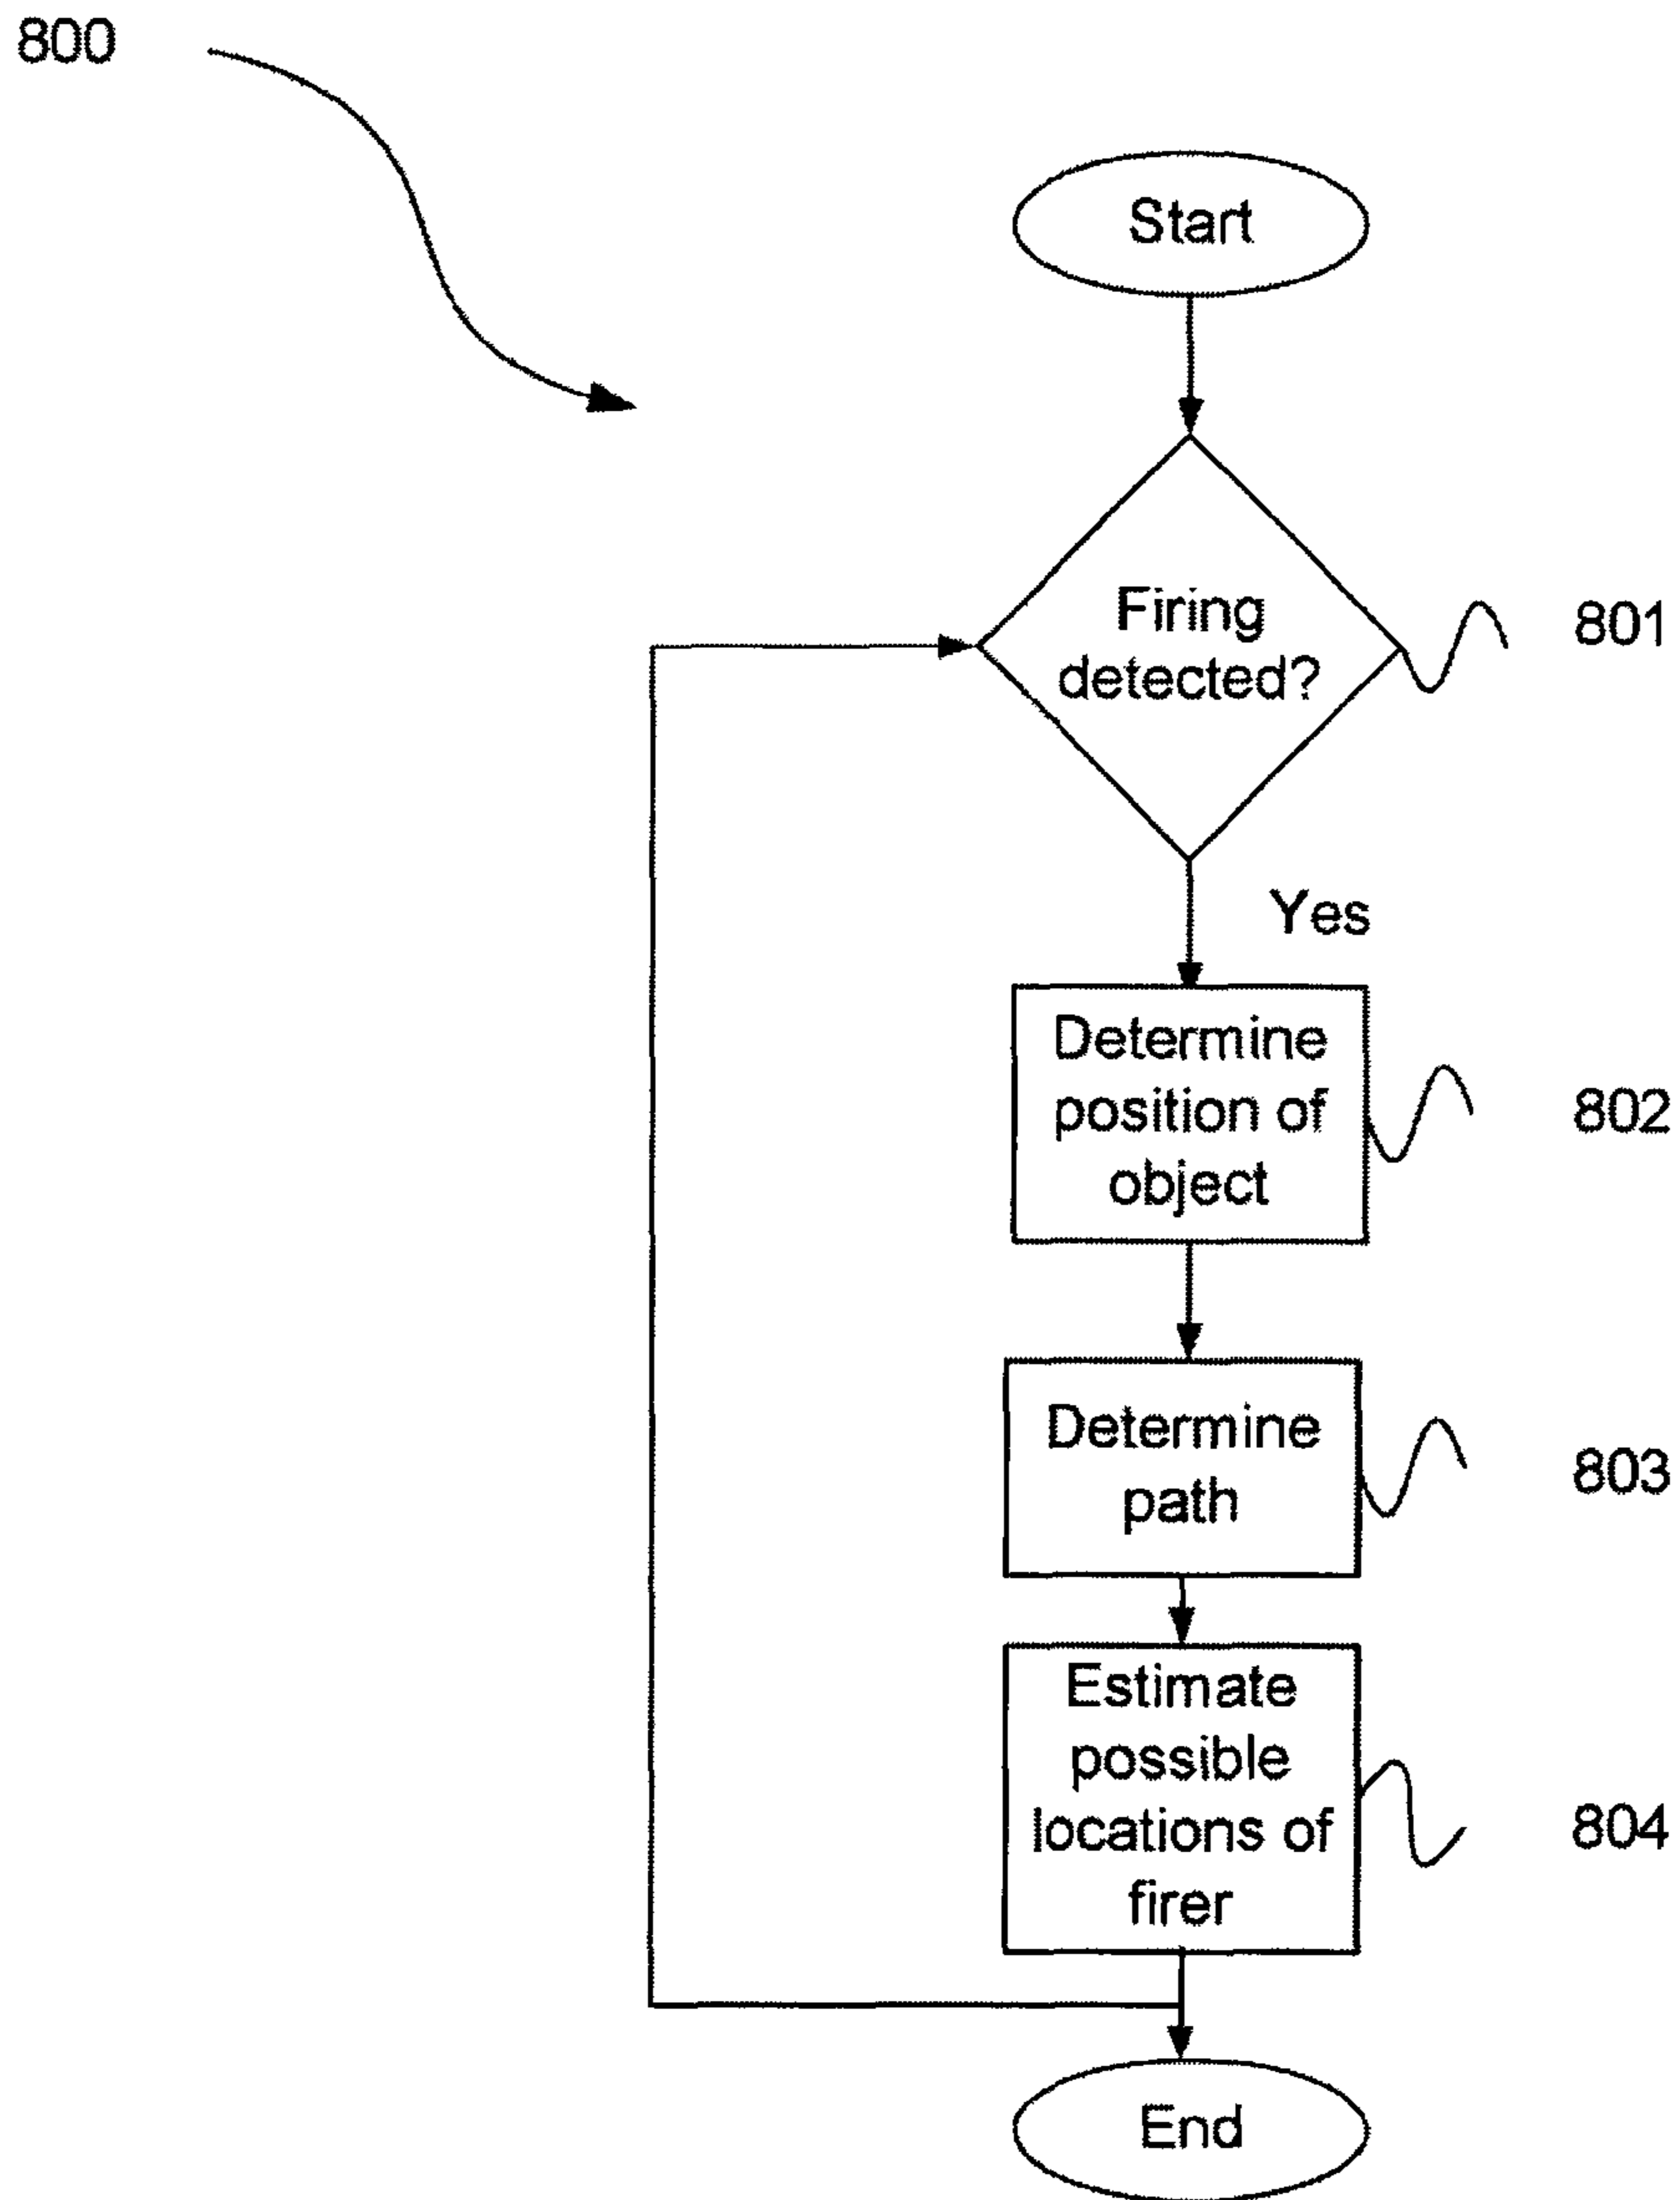 800
Start
Firing
detected?
801
Yes
Determine
position of
object
802
Determine
path
803
Estimate
possible
locations of
firer
804
End